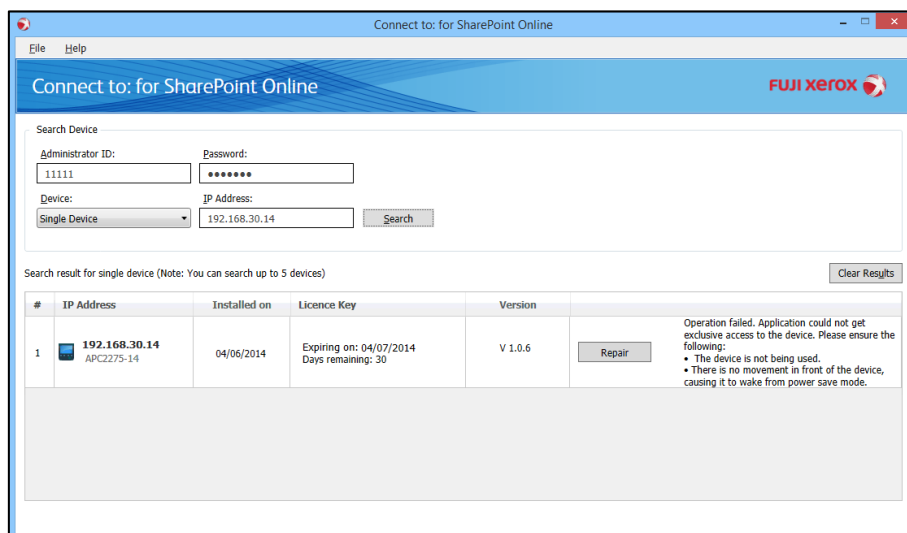 Connect to: for SharePoint Online
File Help
Connect to: for SharePoint Online
FUJI xerox
Search Device
Administrator ID: Password:
11111 •••••••
Device: IP Address:
Single Device 192.168.30.14 Search
Search result for single device (Note: You can search up to 5 devices) Clear Results
# IP Address Installed on Licence Key Version
1 192.168.30.14 APC2275-14 04/06/2014 Expiring on: 04/07/2014 Days remaining: 30 V 1.0.6 Repair
Operation failed. Application could not get
exclusive access to the device. Please ensure the
following:
• The device is not being used.
• There is no movement in front of the device,
causing it to wake from power save mode.